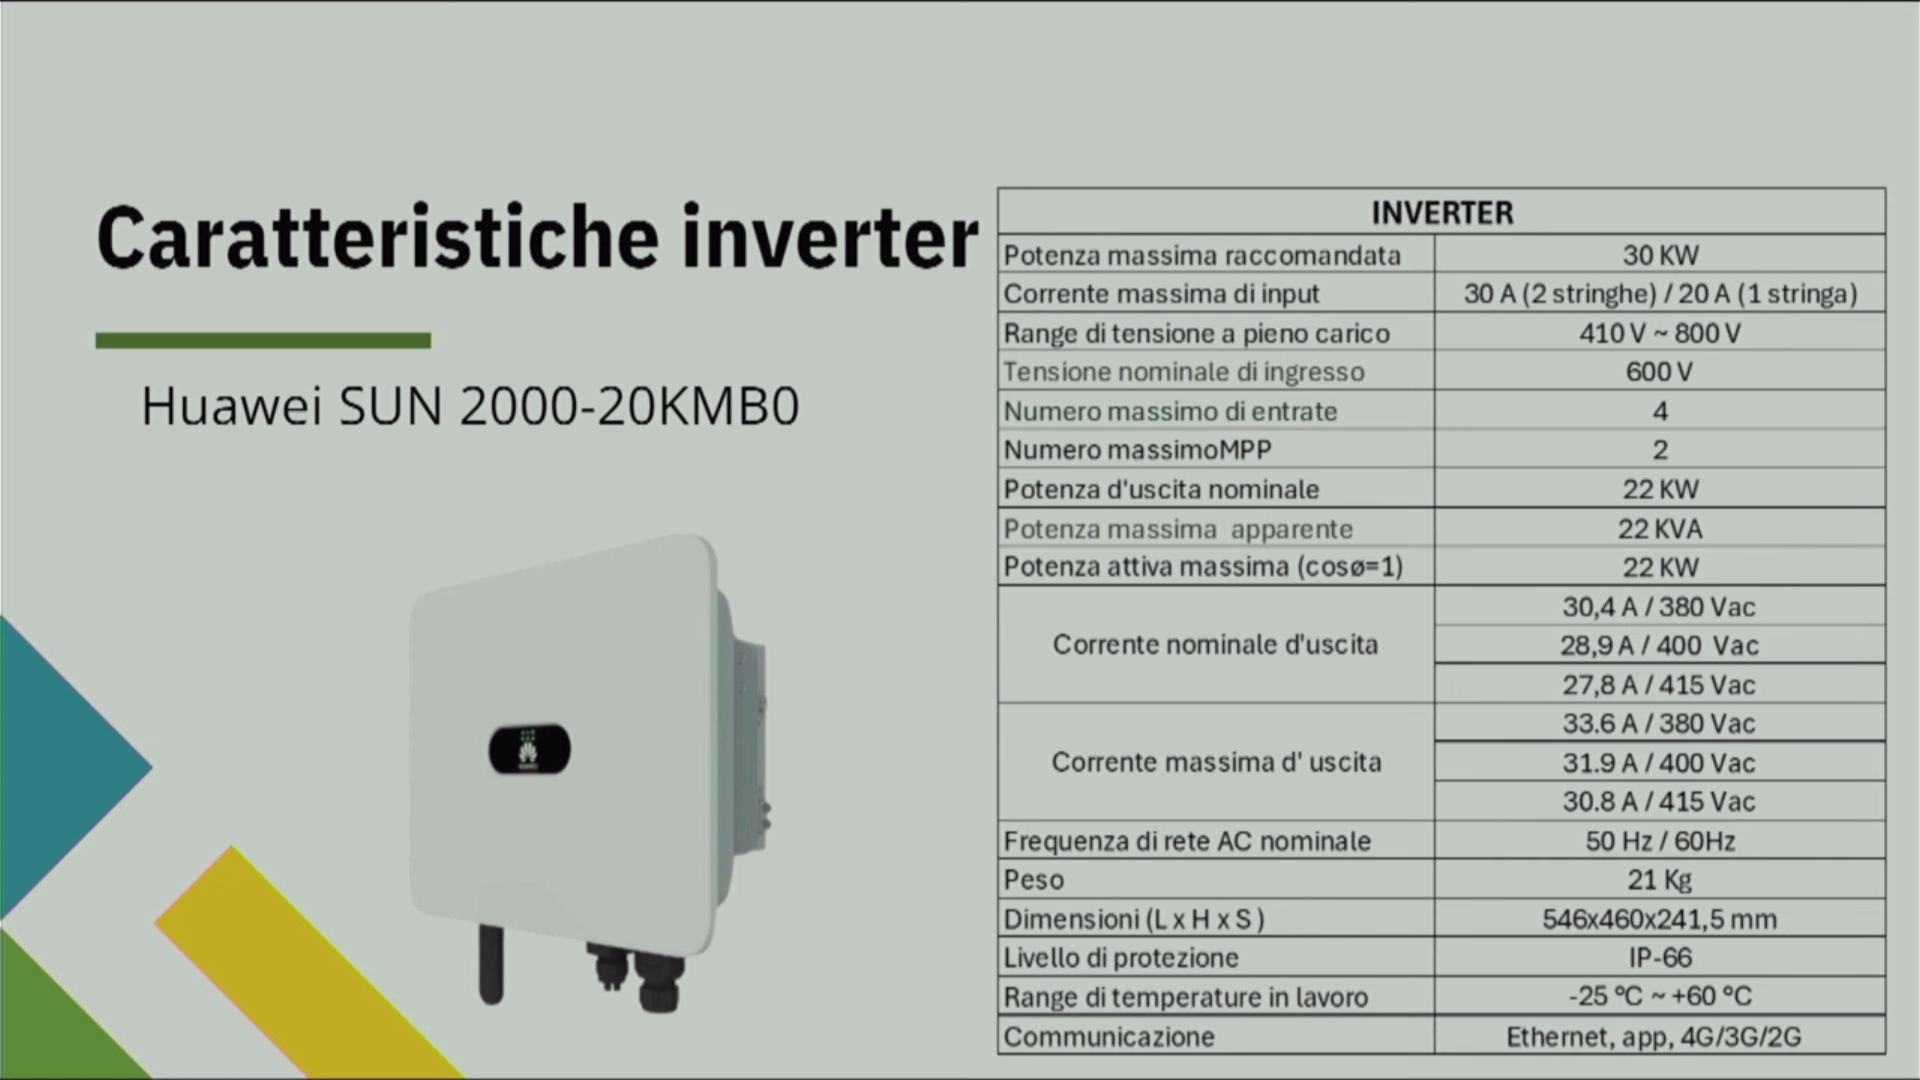 Caratteristiche inverter
Huawei SUN 2000-20KMB0
INVERTER
Potenza massima raccomandata 30 KW
Corrente massima di input 30 A (2 stringhe) / 20 A (1 stringa)
Range di tensione a pieno carico 410 V ~ 800 V
Tensione nominale di ingresso 600 V
Numero massimo di entrate 4
Numero massimoMPP 2
Potenza d'uscita nominale 22 KW
Potenza massima apparente 22 KVA
Potenza attiva massima (cosø=1) 22 KW
Corrente nominale d'uscita
30,4 A / 380 Vac
28,9 A / 400 Vac
27,8 A / 415 Vac
Corrente massima d' uscita
33.6 A / 380 Vac
31.9 A / 400 Vac
30.8 A / 415 Vac
Frequenza di rete AC nominale 50 Hz / 60Hz
Peso 21 Kg
Dimensioni (L x H x S ) 546x460x241,5 mm
Livello di protezione IP-66
Range di temperature in lavoro -25 °C ~ +60 °C
Communicazione Ethernet, app, 4G/3G/2G